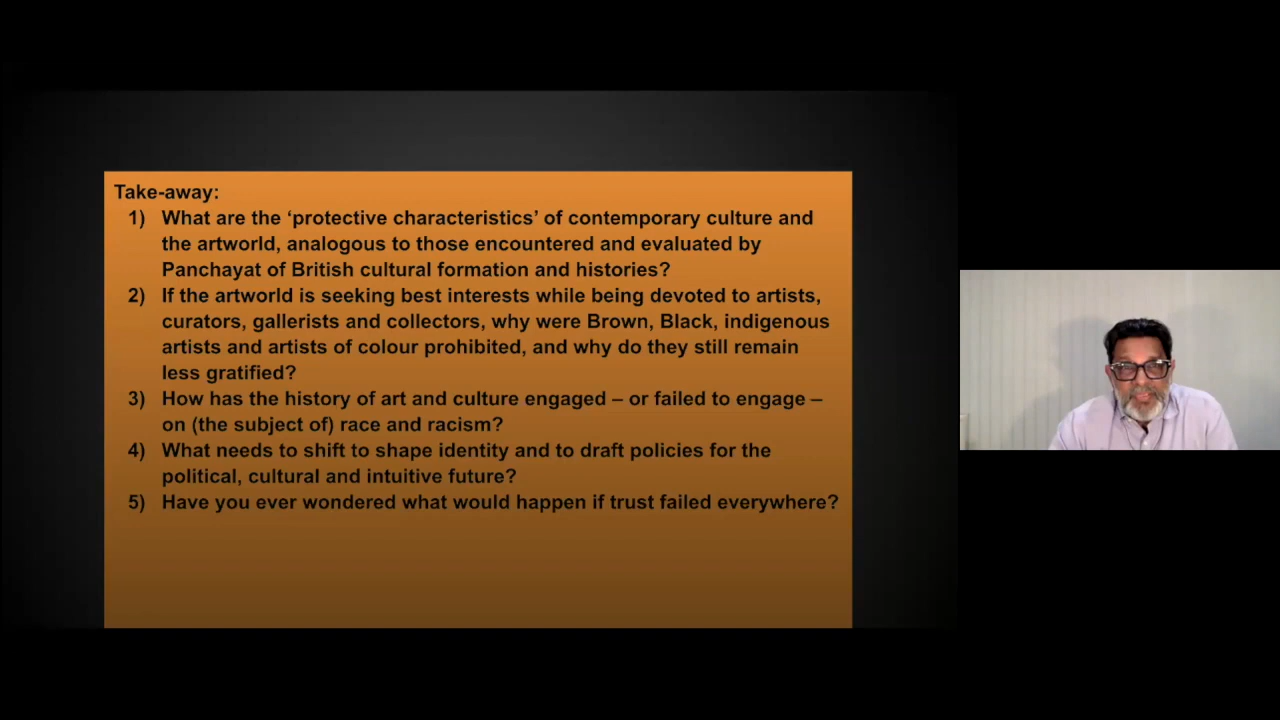 Take-away:
1) What are the ‘protective characteristics’ of contemporary culture and
the artworld, analogous to those encountered and evaluated by
Panchayat of British cultural formation and histories?
2) If the artworld is seeking best interests while being devoted to artists,
curators, gallerists and collectors, why were Brown, Black, indigenous
artists and artists of colour prohibited, and why do they still remain
less gratified?
3) How has the history of art and culture engaged – or failed to engage –
on (the subject of) race and racism?
4) What needs to shift to shape identity and to draft policies for the
political, cultural and intuitive future?
5) Have you ever wondered what would happen if trust failed everywhere?